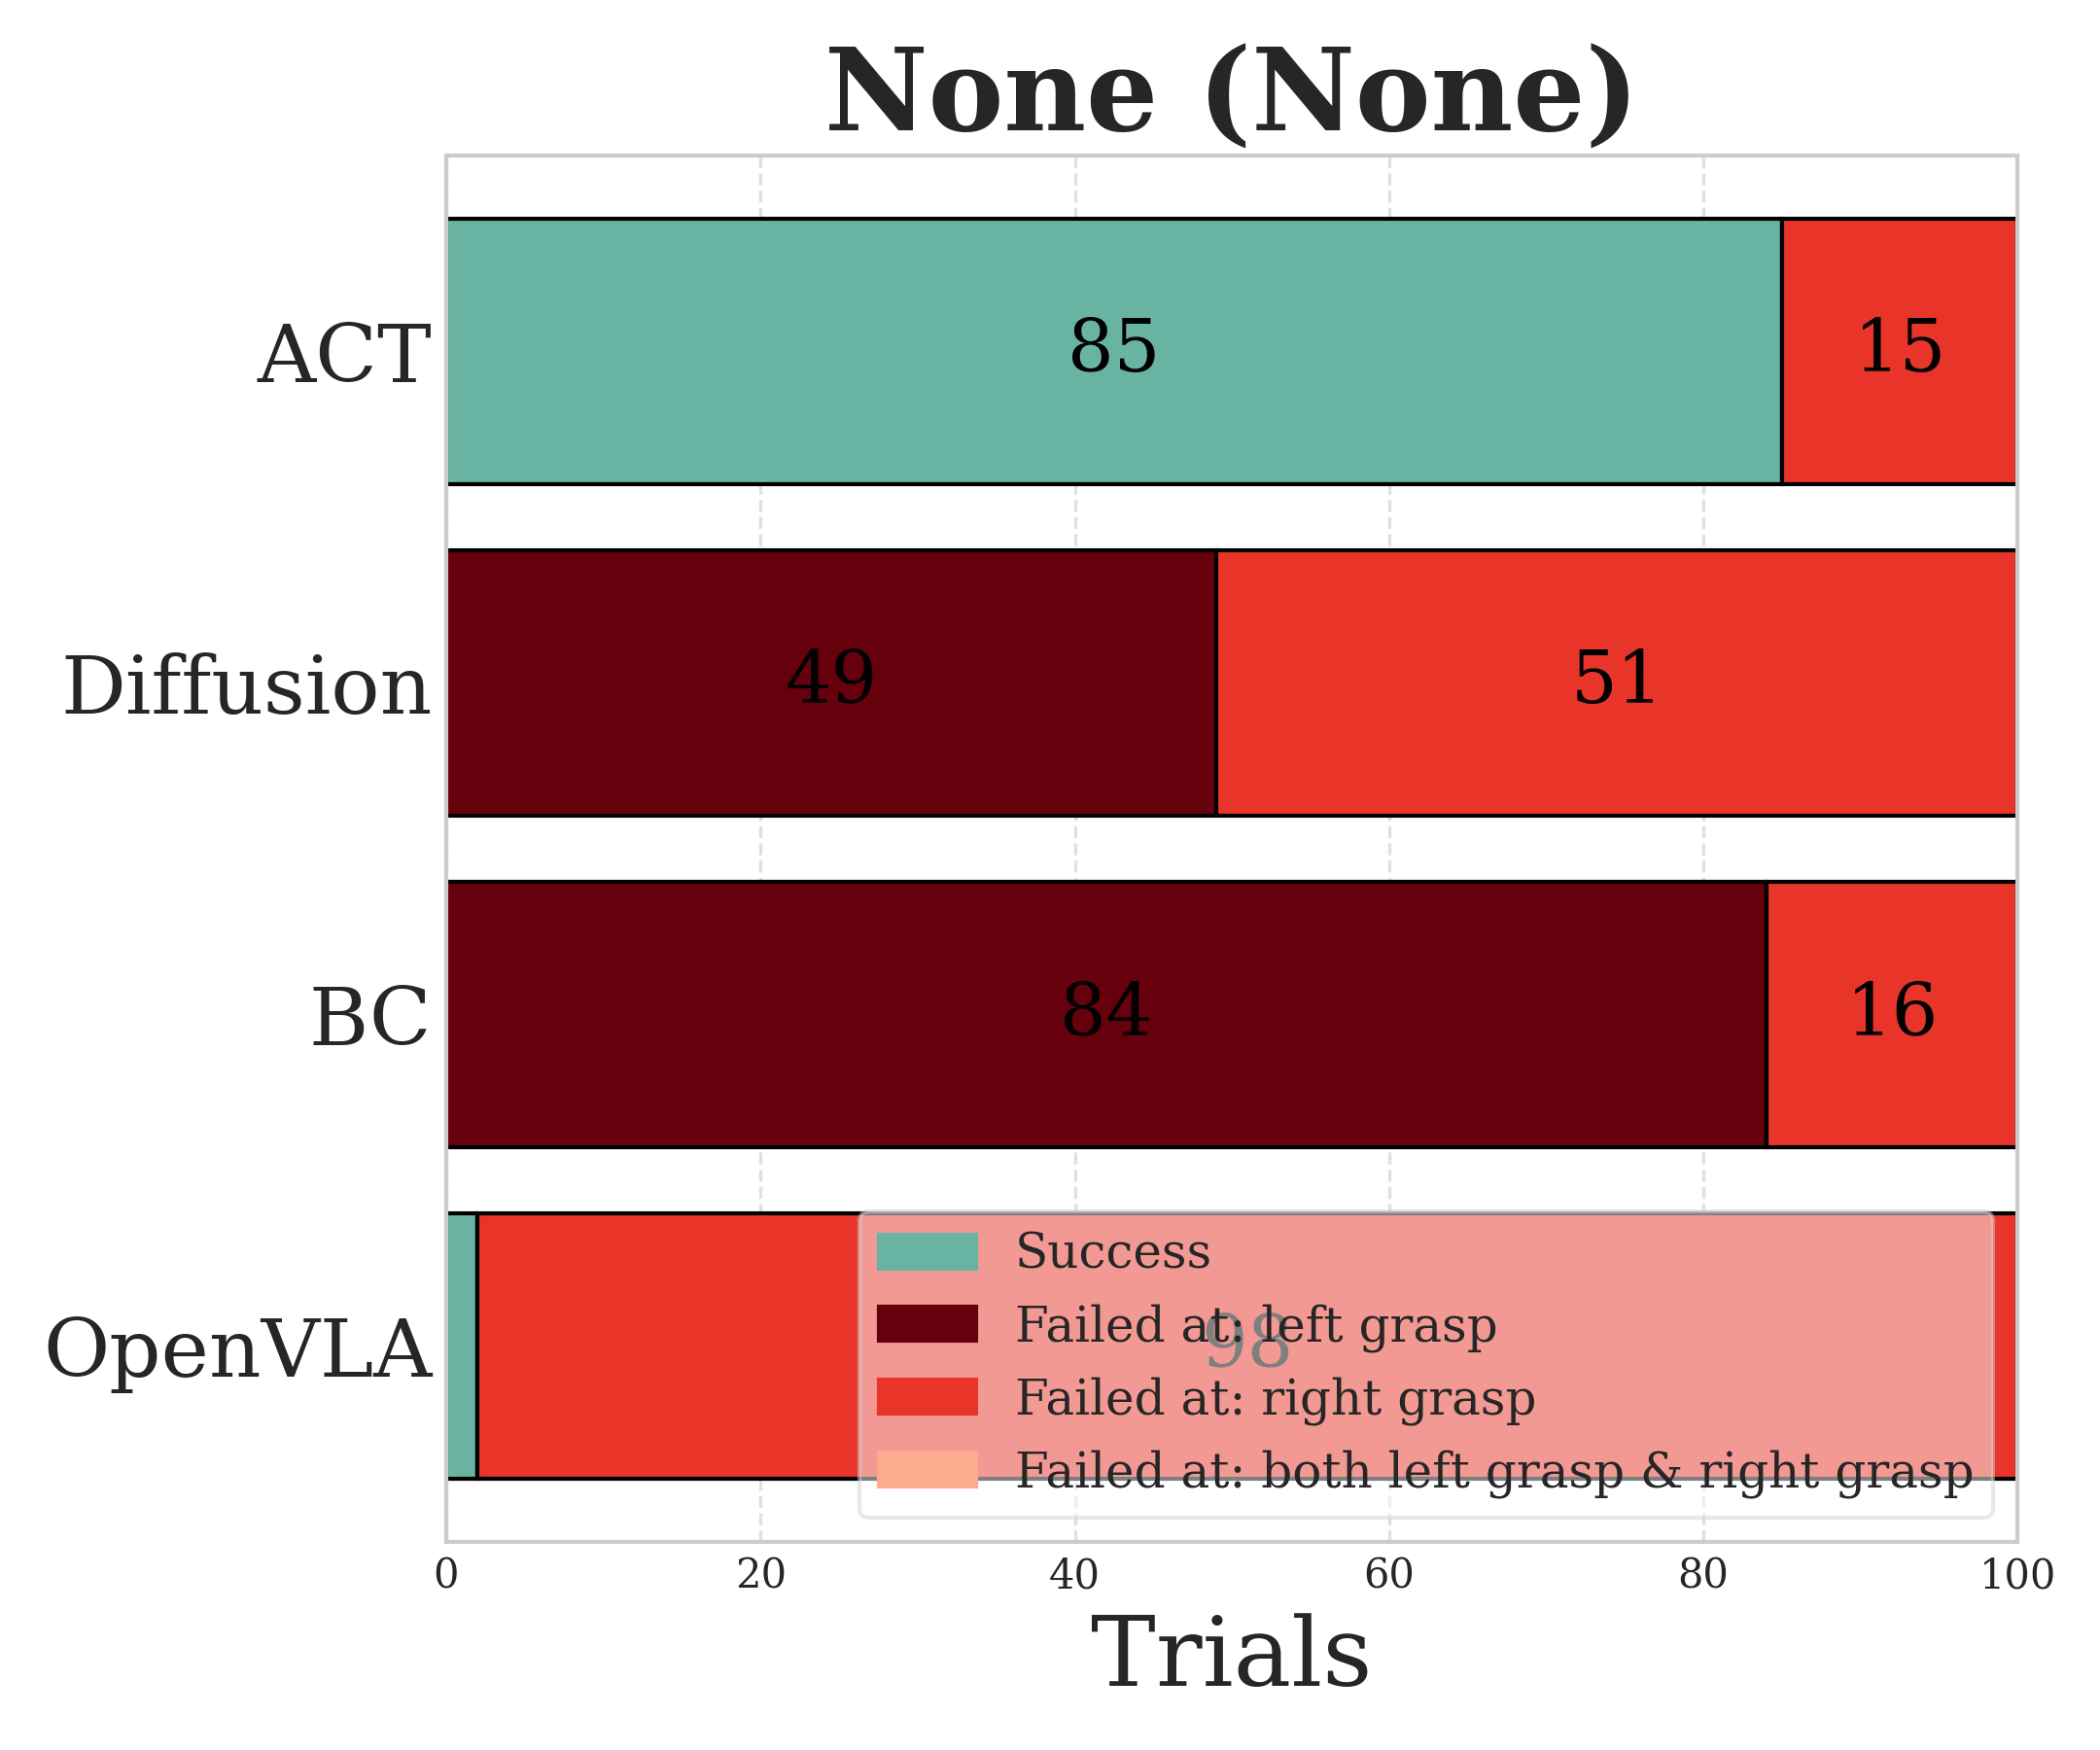 None (None)
ACT
85
15
Diffusion
49
51
BC
84
16
OpenVLA
98
Success
Failed at: left grasp
Failed at: right grasp
Failed at: both left grasp & right grasp
0
20
40
60
80
100
Trials